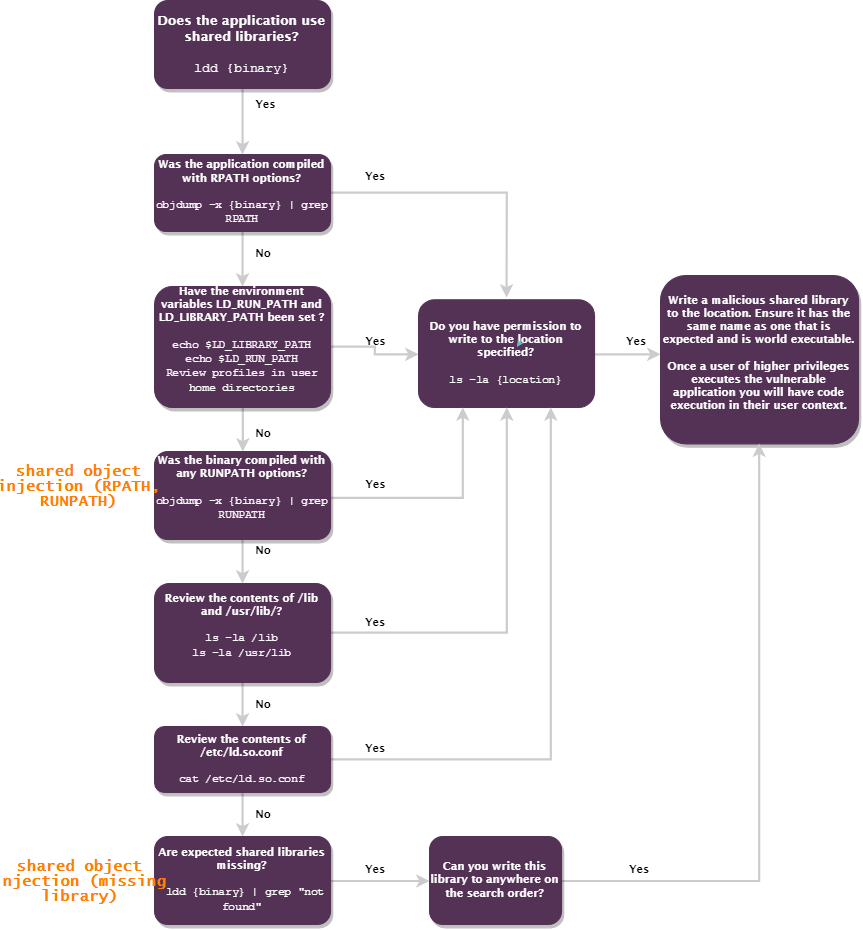 Does the application use
shared libraries?
ldd {binary}
Yes
Was the application compiled
with RPATH options?
objdump -x {binary} | grep
RPATH
Yes
No
Have the environment
variables LD_RUN_PATH and
LD_LIBRARY_PATH been set ?
echo $LD_LIBRARY_PATH
echo $LD_RUN_PATH
Review profiles in user
home directories
Yes
Do you have permission to
write to the location
specified?
ls -la {location}
Yes
Write a malicious shared library
to the location. Ensure it has the
same name as one that is
expected and is world executable.
Once a user of higher privileges
executes the vulnerable
application you will have code
execution in their user context.
No
shared object
injection (RPATH,
RUNPATH)
Was the binary compiled with
any RUNPATH options?
objdump -x {binary} | grep
RUNPATH
Yes
No
Review the contents of /lib
and /usr/lib/?
ls -la /lib
ls -la /usr/lib
Yes
No
Review the contents of
/etc/ld.so.conf
cat /etc/ld.so.conf
Yes
No
shared object
njection (missing
library)
Are expected shared libraries
missing?
ldd {binary} | grep "not
found"
Yes
Can you write this
library to anywhere on
the search order?
Yes